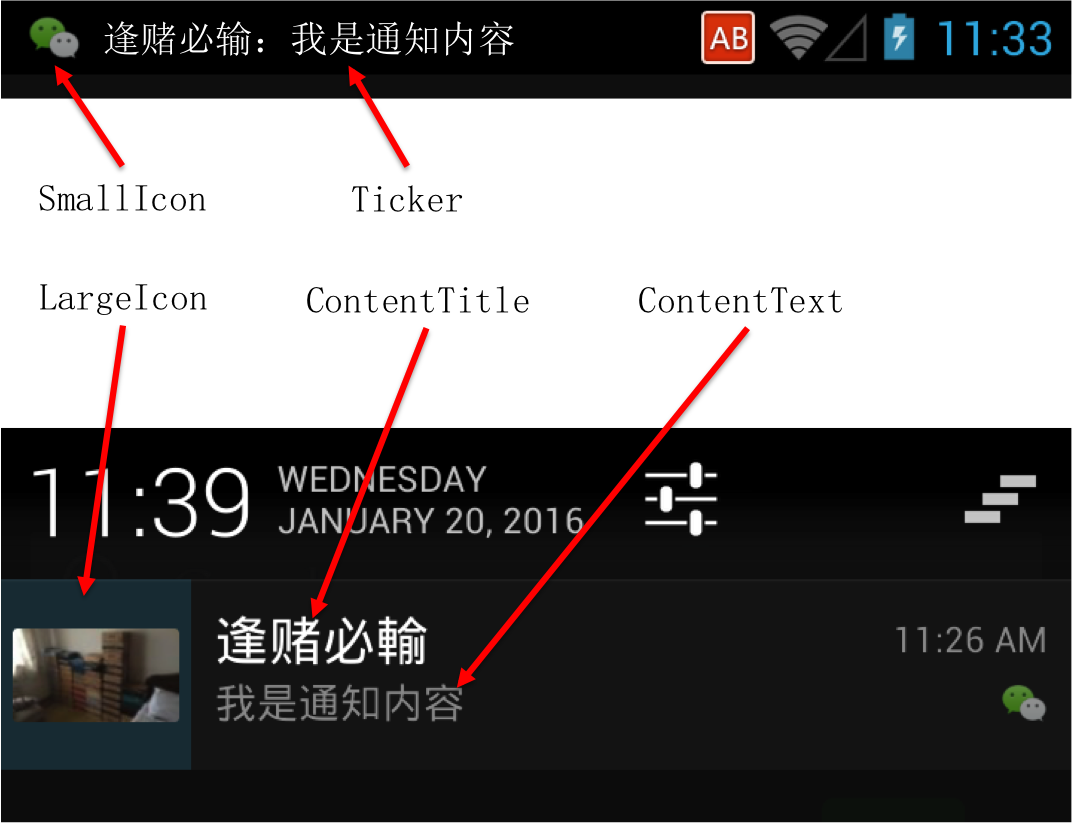 逢赌必输：我是通知内容 AB 11:33
SmallIcon Ticker
LargeIcon ContentTitle ContentText
11:39 WEDNESDAY
JANUARY 20, 2016
逢赌必輸 11:26 AM
我是通知内容